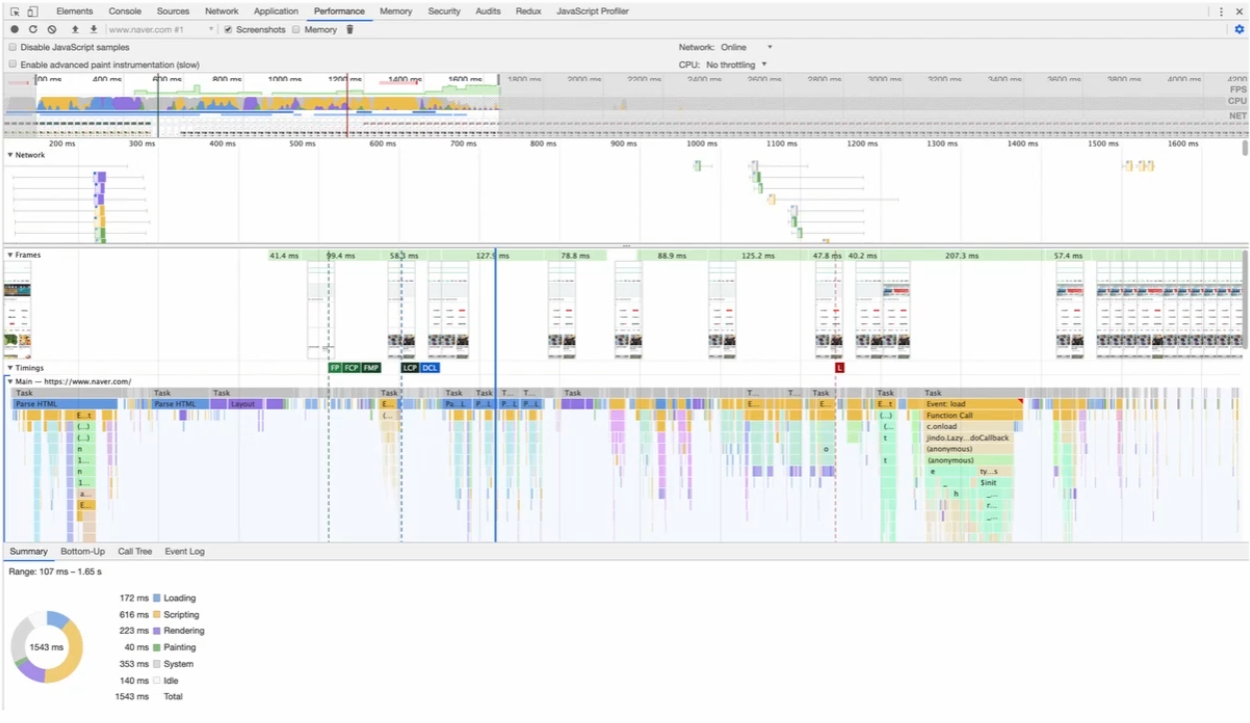 Elements Console Sources Network Application Performance Memory Security Audits Redux JavaScript Profiler
www.naver.com #1 Screenshots Memory
Disable JavaScript samples Network: Online
Enable advanced paint instrumentation (slow) CPU: No throttling
400 ms 600 ms 800 ms 1000 ms 1200 ms 1400 ms 1600 ms 1800 ms 2000 ms 2200 ms 2400 ms 2600 ms 2800 ms 3000 ms 3200 ms 3400 ms 3600 ms 3800 ms 4000 ms 4200
FPS
CPU
NET
200 ms 300 ms 400 ms 500 ms 600 ms 700 ms 800 ms 900 ms 1000 ms 1100 ms 1200 ms 1300 ms 1400 ms 1500 ms 1600 ms
Network
Frames 41.4 ms 99.4 ms 58.3 ms 127.9 ms 78.8 ms 88.9 ms 125.2 ms 47.8 ms 40.2 ms 207.3 ms 57.4 ms
Timings FP FCP FMP LCP DCL L
Main — https://www.naver.com/
Task Task Task Task Task Task T... T... Task T... T... Task Task Task
Parse HTML Parse HTML Layout E... Pa...L P...L P...L P...L E... E... E...t Event: load
E...t (... (...) Function Call
(...) (... c.onload
(...) t jindo.Lazy...doCallback
n o (anonymous)
1... t (anonymous)
n e ty...s
1... _ $init
a... h _...
E... r...
_...
Summary Bottom-Up Call Tree Event Log
Range: 107 ms – 1.65 s
172 ms Loading
616 ms Scripting
223 ms Rendering
1543 ms 40 ms Painting
353 ms System
140 ms Idle
1543 ms Total